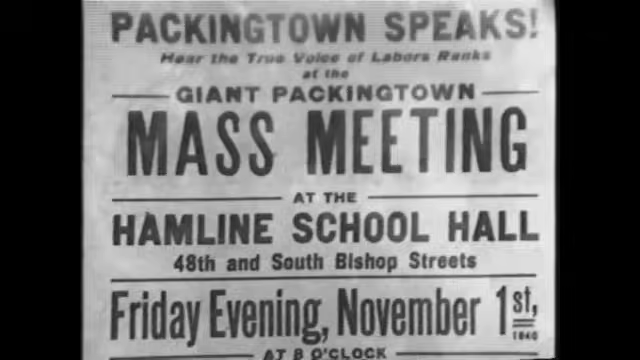 PACKINGTOWN SPEAKS!
Hear the True Voice of Labors Ranks
at the
GIANT PACKINGTOWN
MASS MEETING
AT THE
HAMLINE SCHOOL HALL
48th and South Bishop Streets
Friday Evening, November 1st,
1940
AT 8 O'CLOCK